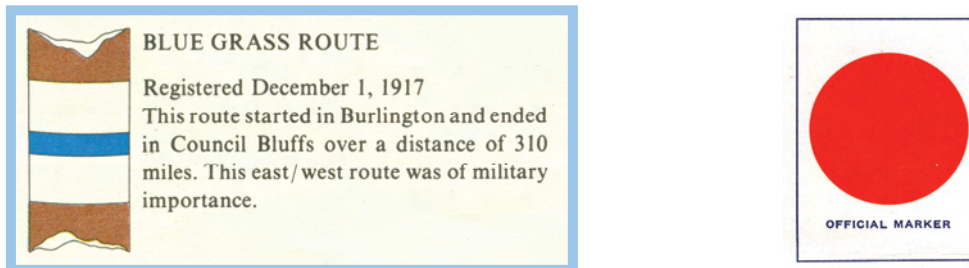 BLUE GRASS ROUTE
Registered December 1, 1917
This route started in Burlington and ended
in Council Bluffs over a distance of 310
miles. This east/west route was of military
importance.
OFFICIAL MARKER